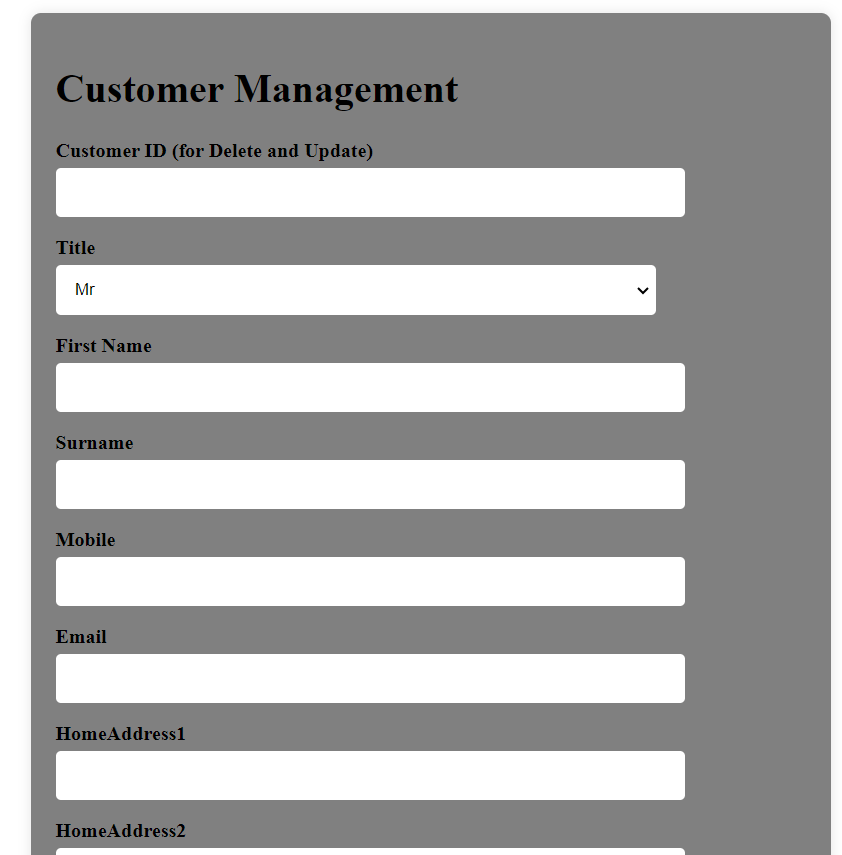 Customer Management
Customer ID (for Delete and Update)
Title
Mr
First Name
Surname
Mobile
Email
HomeAddress1
HomeAddress2